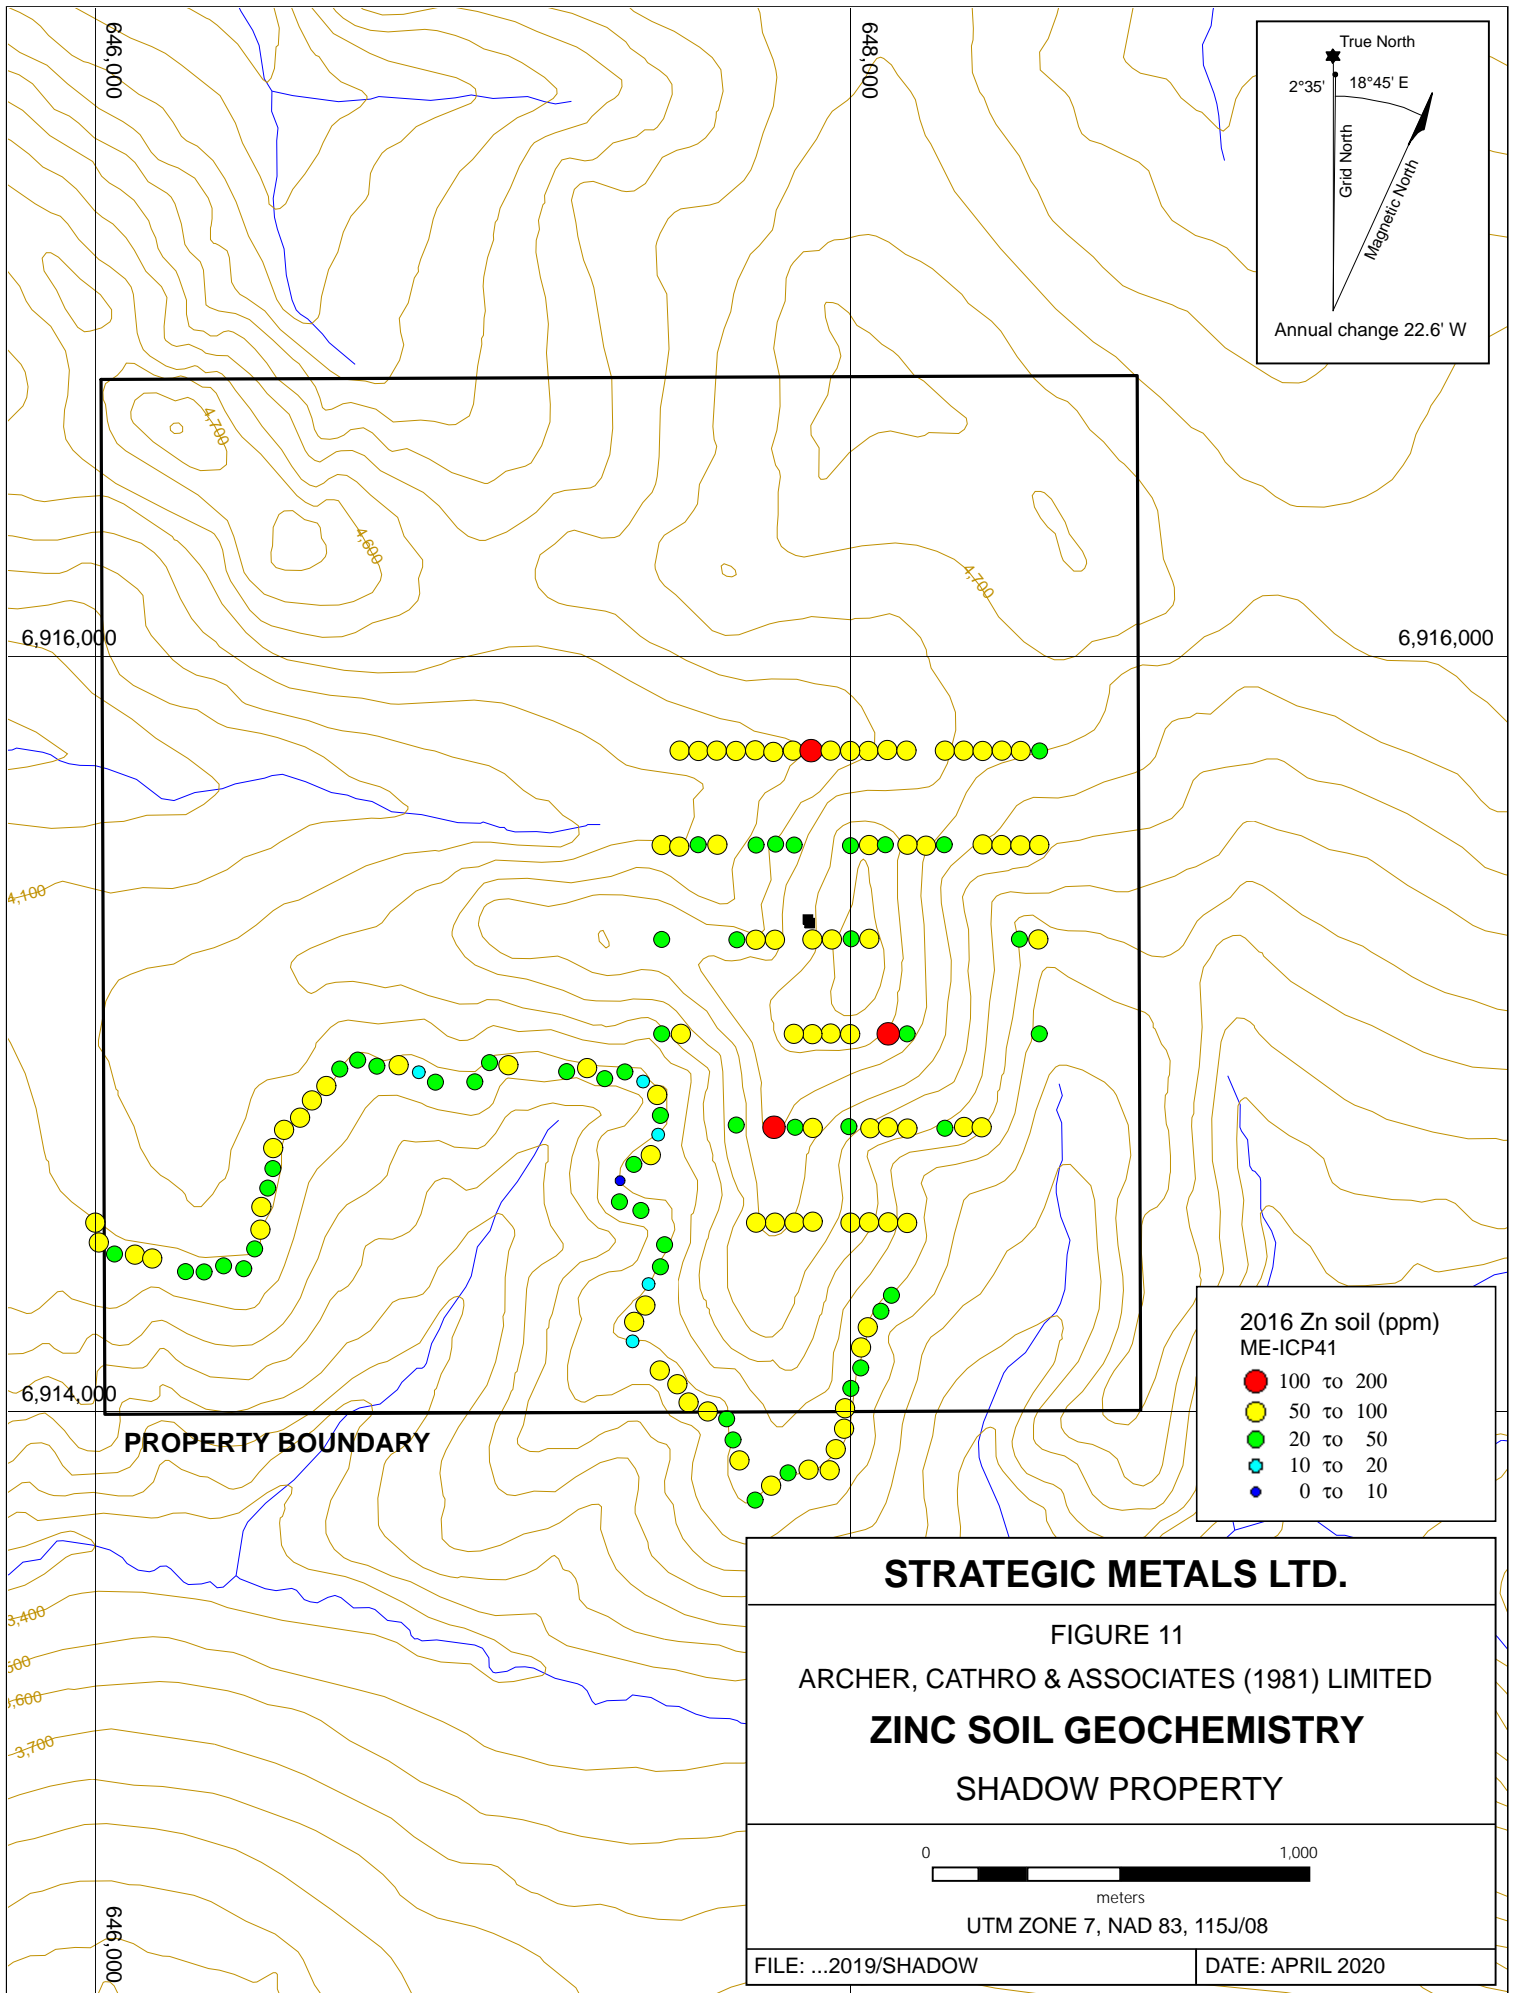 646,000
648,000
True North
2°35'
18°45' E
Grid North
Magnetic North
Annual change 22.6' W
4,700
4,600
4,700
6,916,000
6,916,000
4,100
6,914,000
PROPERTY BOUNDARY
2016 Zn soil (ppm)
ME-ICP41
100 to 200
50 to 100
20 to 50
10 to 20
0 to 10
3,400
3,700
646,000
STRATEGIC METALS LTD.
FIGURE 11
ARCHER, CATHRO & ASSOCIATES (1981) LIMITED
ZINC SOIL GEOCHEMISTRY
SHADOW PROPERTY
0 1,000
meters
UTM ZONE 7, NAD 83, 115J/08
FILE: ...2019/SHADOW
DATE: APRIL 2020